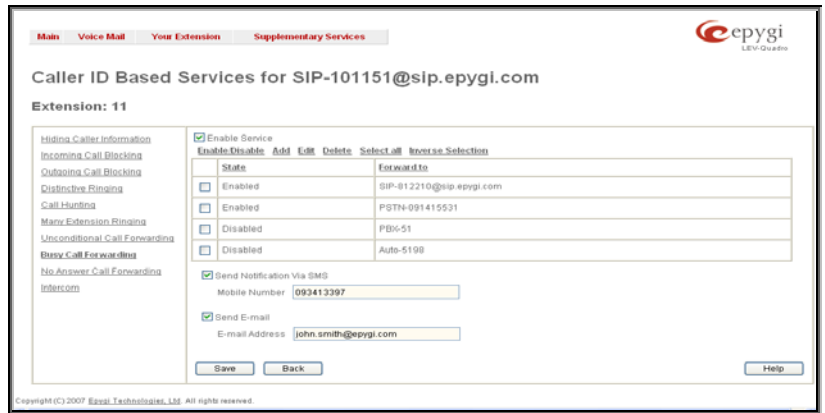 Main Voice Mail Your Extension Supplementary Services
epygi
LEV-Quadro
Caller ID Based Services for SIP-101151@sip.epygi.com
Extension: 11
Hiding Caller Information
Incoming Call Blocking
Outgoing Call Blocking
Distinctive Ringing
Call Hunting
Many Extension Ringing
Unconditional Call Forwarding
Busy Call Forwarding
No Answer Call Forwarding
Intercom
Enable Service
Enable/Disable Add Edit Delete Select all Inverse Selection
State Forward to
Enabled SIP-812210@sip.epygi.com
Enabled PSTN-091415531
Disabled PBX-51
Disabled Auto-5198
Send Notification Via SMS
Mobile Number 093413397
Send E-mail
E-mail Address john.smith@epygi.com
Save Back Help
Copyright (C) 2007 Epygi Technologies, Ltd. All rights reserved.